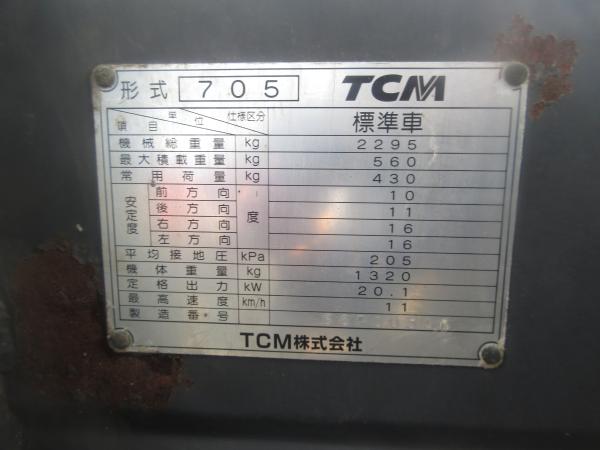 形式 705 TCM
項目 単位 仕様区分 標準車
機械総重量 kg 2295
最大積載重量 kg 560
常用荷重 kg 430
安定度 前方向 度 10
後方向 11
右方向 16
左方向 16
平均接地圧 kPa 205
機体重量 kg 1320
定格出力 kW 20.1
最高速度 km/h 11
製造番号
TCM株式会社